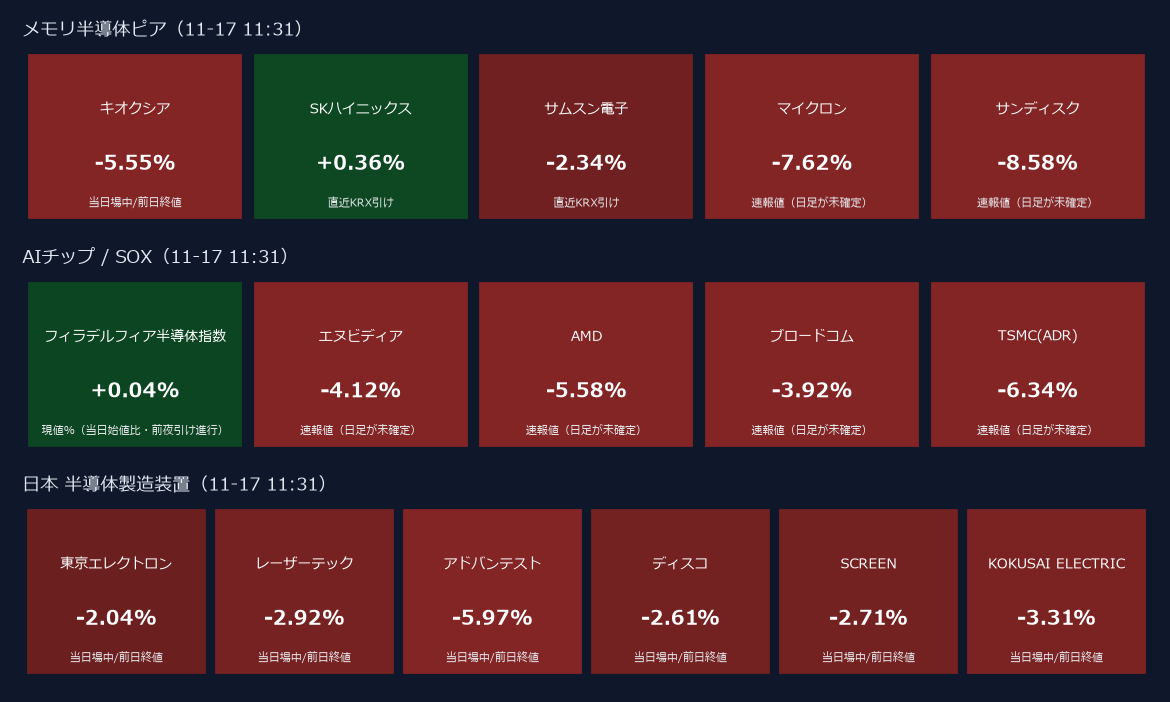 メモリ半導体ピア（11-17 11:31）
キオクシア
-5.55%
当日場中/前日終値
SKハイニックス
+0.36%
直近KRX引け
サムスン電子
-2.34%
直近KRX引け
マイクロン
-7.62%
速報値（日足が未確定）
サンディスク
-8.58%
速報値（日足が未確定）
AIチップ / SOX（11-17 11:31）
フィラデルフィア半導体指数
+0.04%
現値%（当日始値比・前夜引け進行）
エヌビディア
-4.12%
速報値（日足が未確定）
AMD
-5.58%
速報値（日足が未確定）
ブロードコム
-3.92%
速報値（日足が未確定）
TSMC(ADR)
-6.34%
速報値（日足が未確定）
日本 半導体製造装置（11-17 11:31）
東京エレクトロン
-2.04%
当日場中/前日終値
レーザーテック
-2.92%
当日場中/前日終値
アドバンテスト
-5.97%
当日場中/前日終値
ディスコ
-2.61%
当日場中/前日終値
SCREEN
-2.71%
当日場中/前日終値
KOKUSAI ELECTRIC
-3.31%
当日場中/前日終値